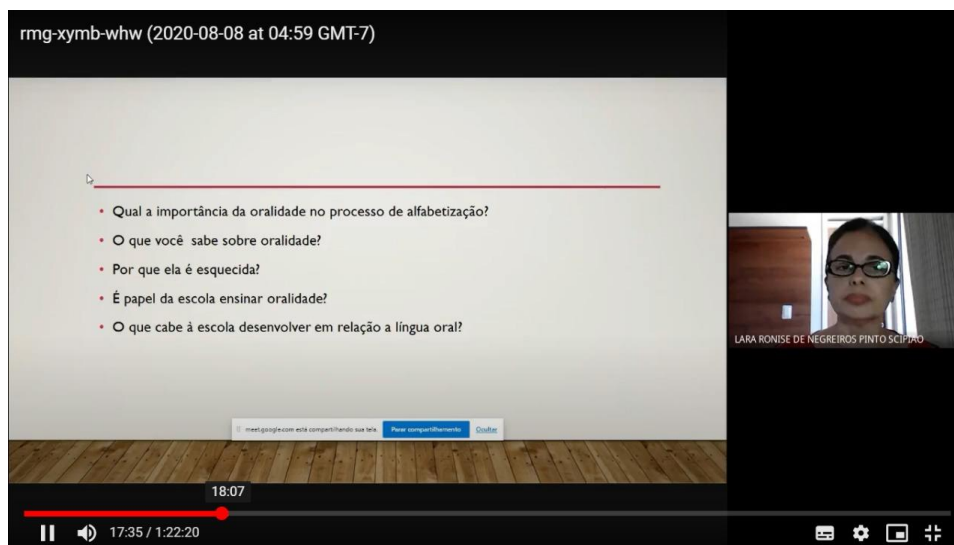 rmg-xymb-whw (2020-08-08 at 04:59 GMT-7)
• Qual a importância da oralidade no processo de alfabetização?
• O que você sabe sobre oralidade?
• Por que ela é esquecida?
• É papel da escola ensinar oralidade?
• O que cabe à escola desenvolver em relação a língua oral?
LARA RONISE DE NEGREIROS PINTO SCIPIÃO
meet.google.com está compartilhando sua tela. Parar compartilhamento Ocultar
18:07
17:35 / 1:22:20